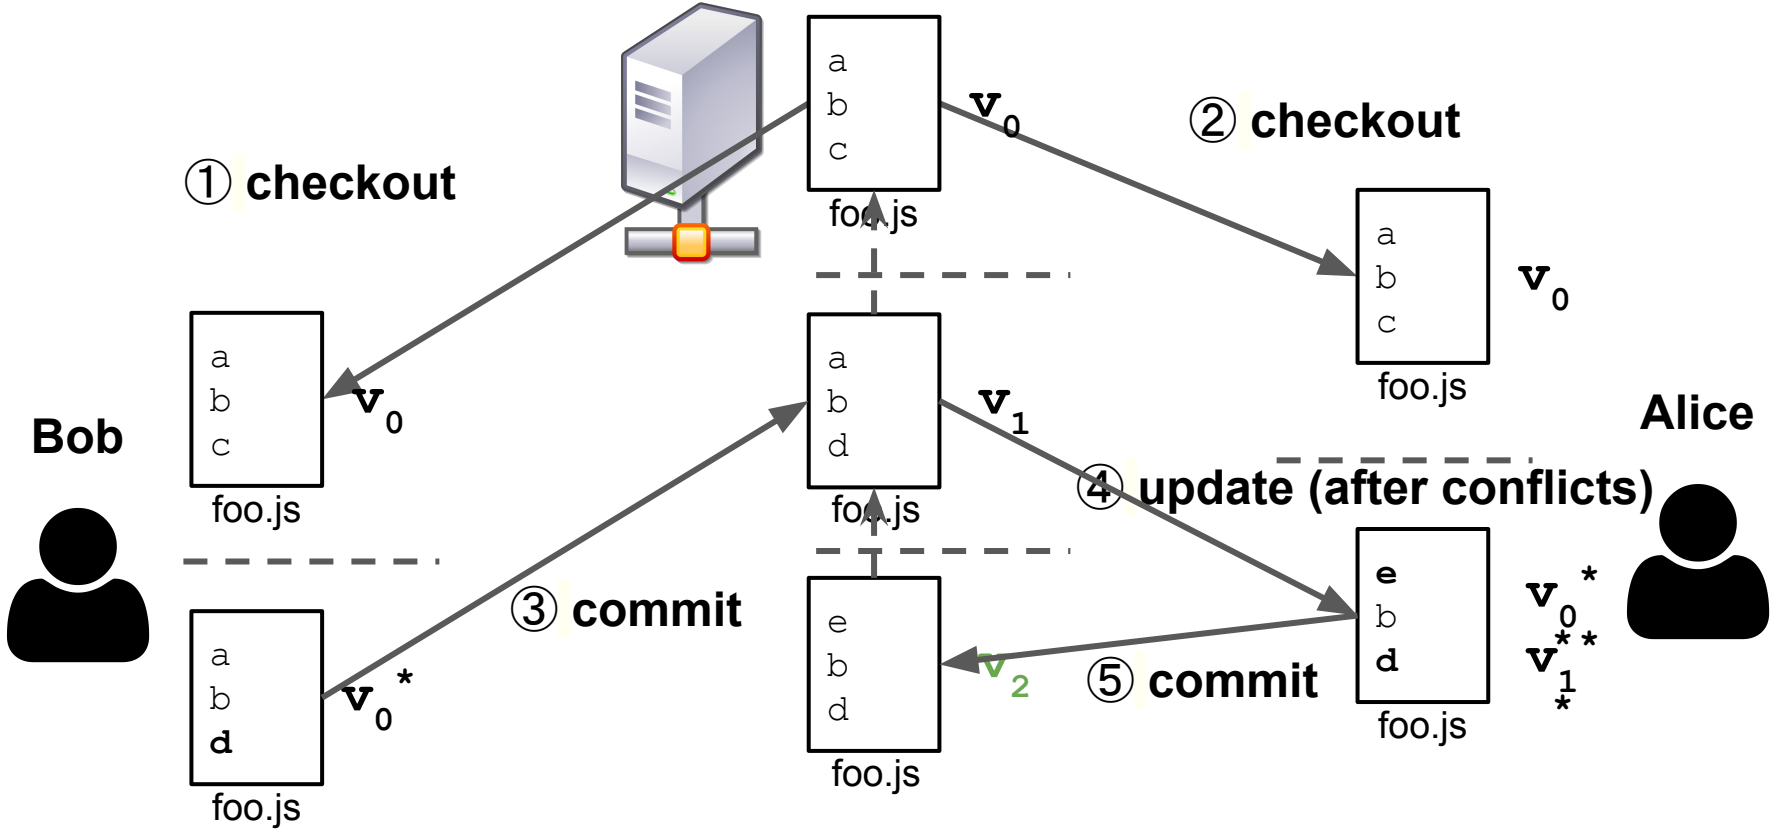 ① checkout
② checkout
a
b
c
foo.js
v0
a
b
c
foo.js
v0
a
b
c
foo.js
v0
Bob
Alice
a
b
d
foo.js
v1
④ update (after conflicts)
③ commit
a
b
d
foo.js
v0*
e
b
d
foo.js
v2
⑤ commit
e
b
d
foo.js
v0*
**
v1
*